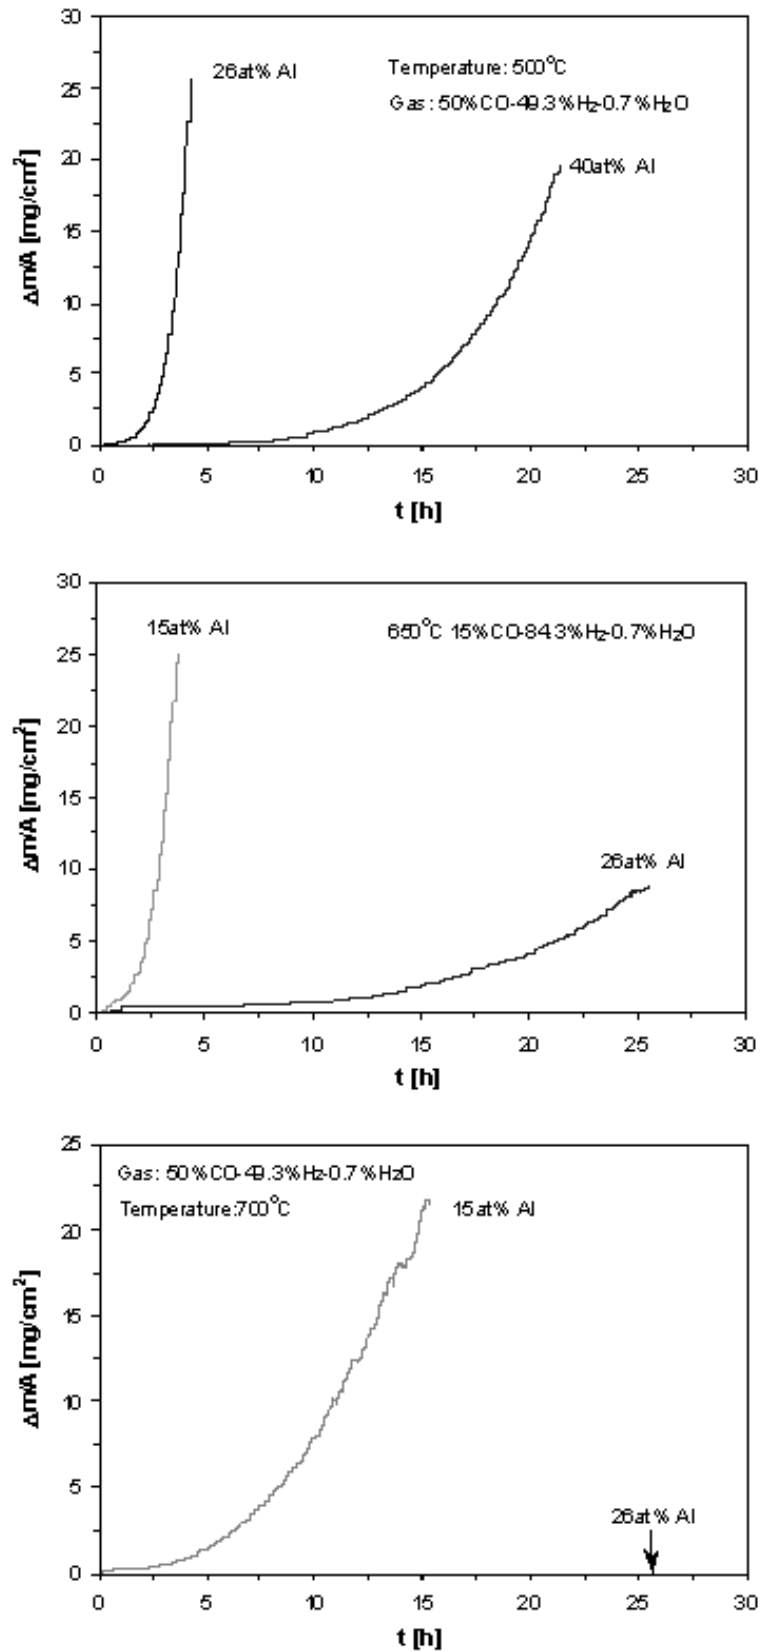 30
26at% Al
Temperature: 500°C
25
Gas: 50%CO-49.3%H₂-0.7%H₂O
20
40at% Al
Δm/A [mg/cm²]
15
10
5
0
0 5 10 15 20 25 30
t [h]
30
15at% Al
650°C 15%CO-84.3%H₂-0.7%H₂O
25
20
Δm/A [mg/cm²]
15
10
26at% Al
5
0
0 5 10 15 20 25 30
t [h]
25
Gas: 50%CO-49.3%H₂-0.7%H₂O
Temperature:700°C
15at% Al
20
Δm/A [mg/cm²]
15
10
5
26at% Al
0
0 5 10 15 20 25 30
t [h]